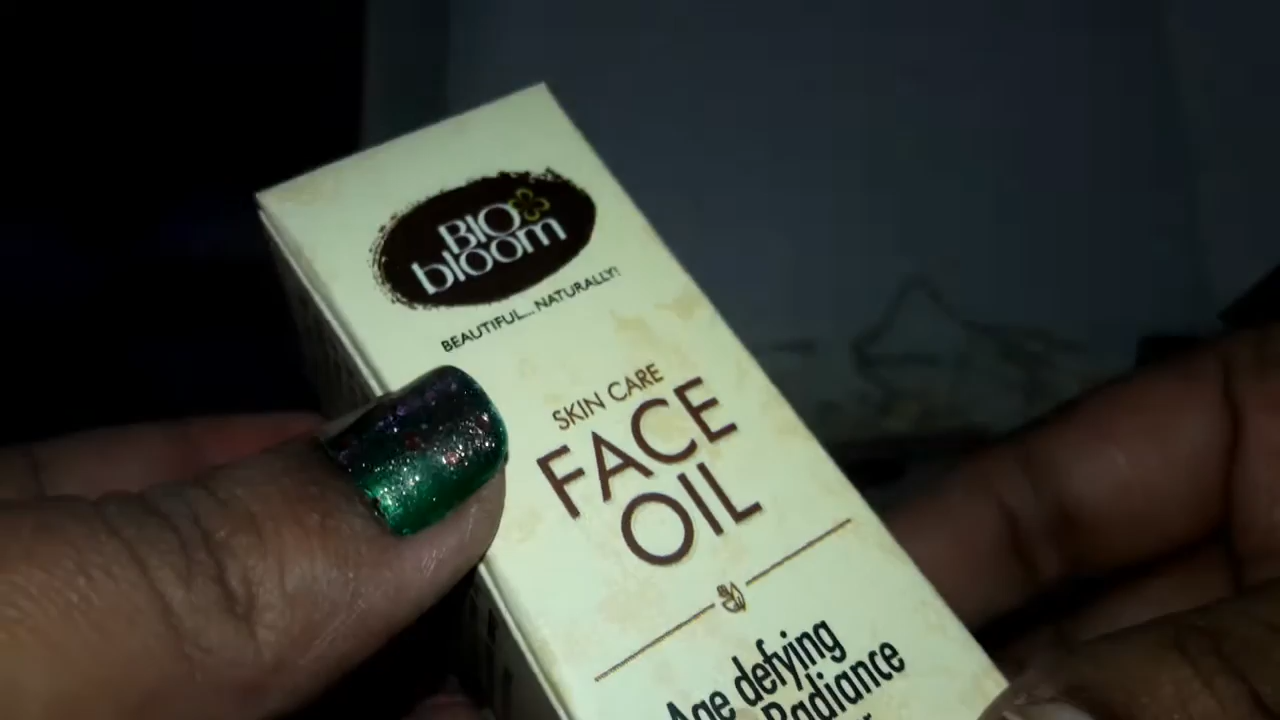 BIO
bloom
BEAUTIFUL... NATURALLY!
SKIN CARE
FACE
OIL
Age defying
Radiance